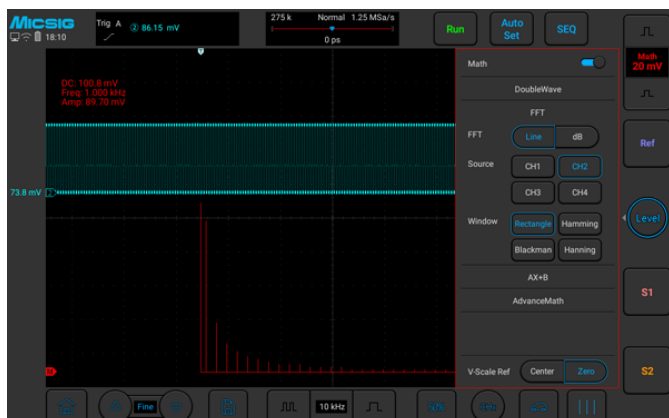 MICSIG
18:10
Trig A
② 86.15 mV
275 k Normal 1.25 MSa/s
0 ps
Run
Auto
Set
SEQ
DC: 100.8 mV
Freq: 1.000 kHz
Amp: 89.70 mV
73.8 mV
2
M
Math
DoubleWave
FFT
FFT Line dB
Source CH1 CH2
CH3 CH4
Window Rectangle Hamming
Blackman Hanning
AX+B
AdvanceMath
V-Scale Ref Center Zero
Math
20 mV
Ref
Level
S1
S2
Fine
10 kHz